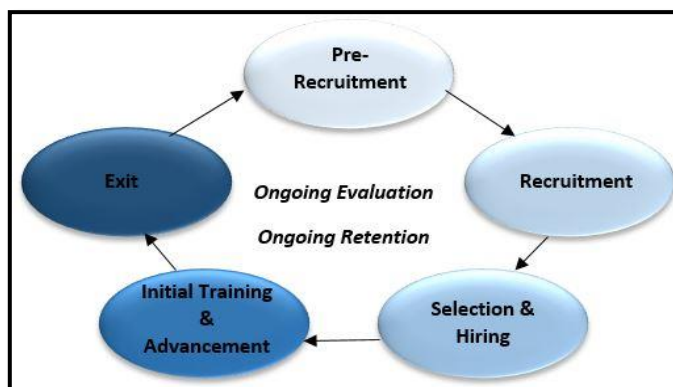 Pre-
Recruitment
Exit
Recruitment
Ongoing Evaluation
Ongoing Retention
Initial Training
&
Advancement
Selection &
Hiring